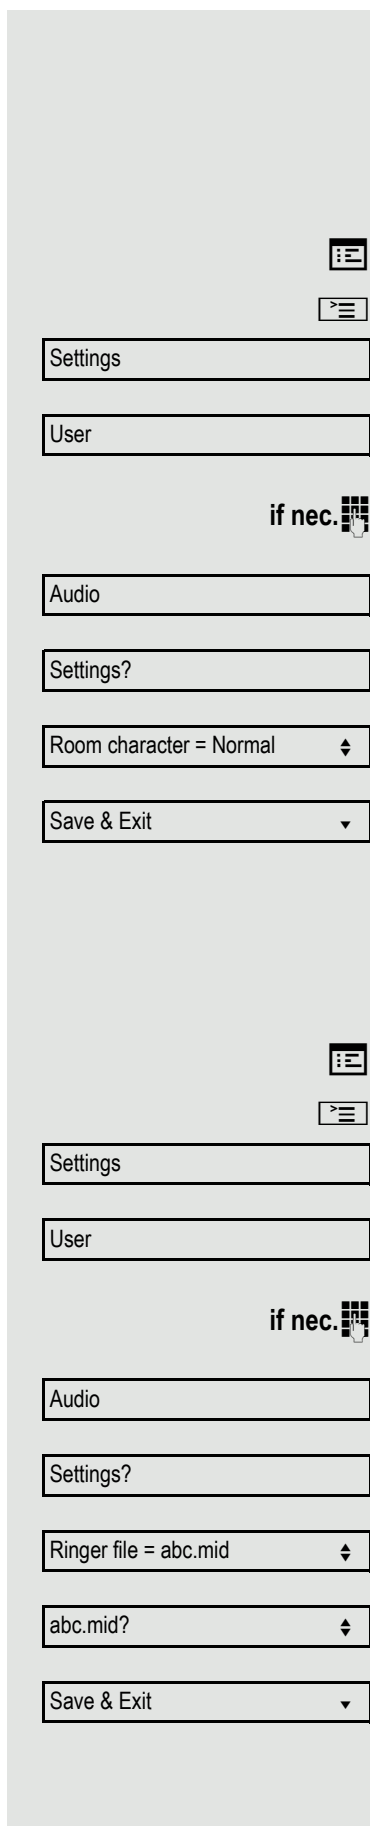 Settings
User
if nec.
Audio
Settings?
Room character = Normal
Save & Exit
Settings
User
if nec.
Audio
Settings?
Ringer file = abc.mid
abc.mid?
Save & Exit